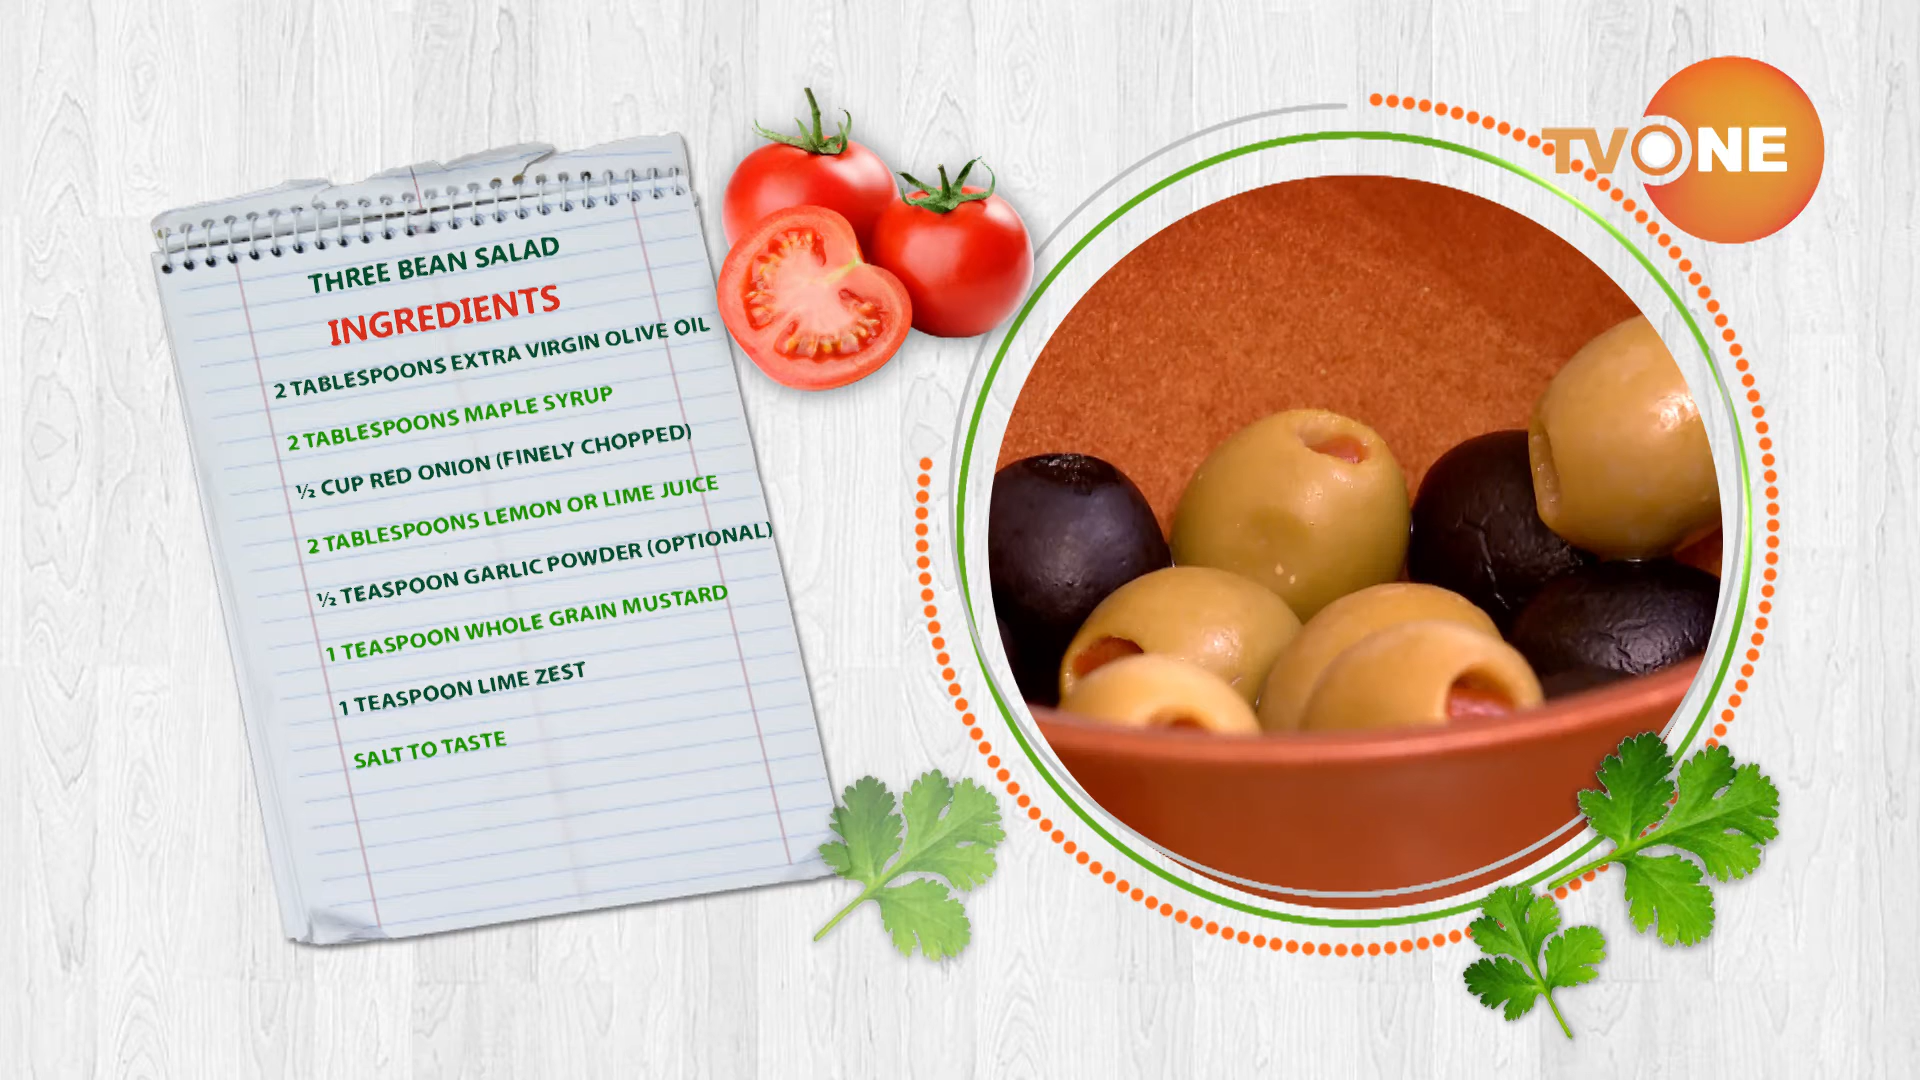 TVONE
THREE BEAN SALAD
INGREDIENTS
2 TABLESPOONS EXTRA VIRGIN OLIVE OIL
2 TABLESPOONS MAPLE SYRUP
½ CUP RED ONION (FINELY CHOPPED)
2 TABLESPOONS LEMON OR LIME JUICE
½ TEASPOON GARLIC POWDER (OPTIONAL)
1 TEASPOON WHOLE GRAIN MUSTARD
1 TEASPOON LIME ZEST
SALT TO TASTE